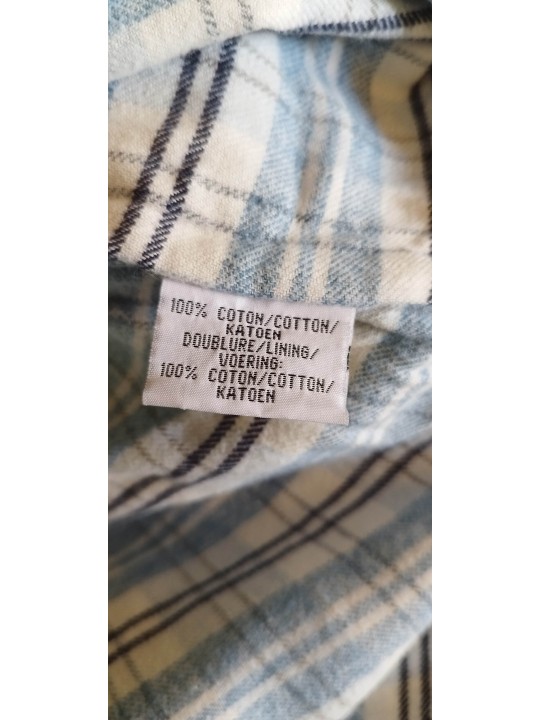 100% COTON/COTTON/
KATOEN
DOUBLURE/LINING/
VOERING:
100% COTON/COTTON/
KATOEN